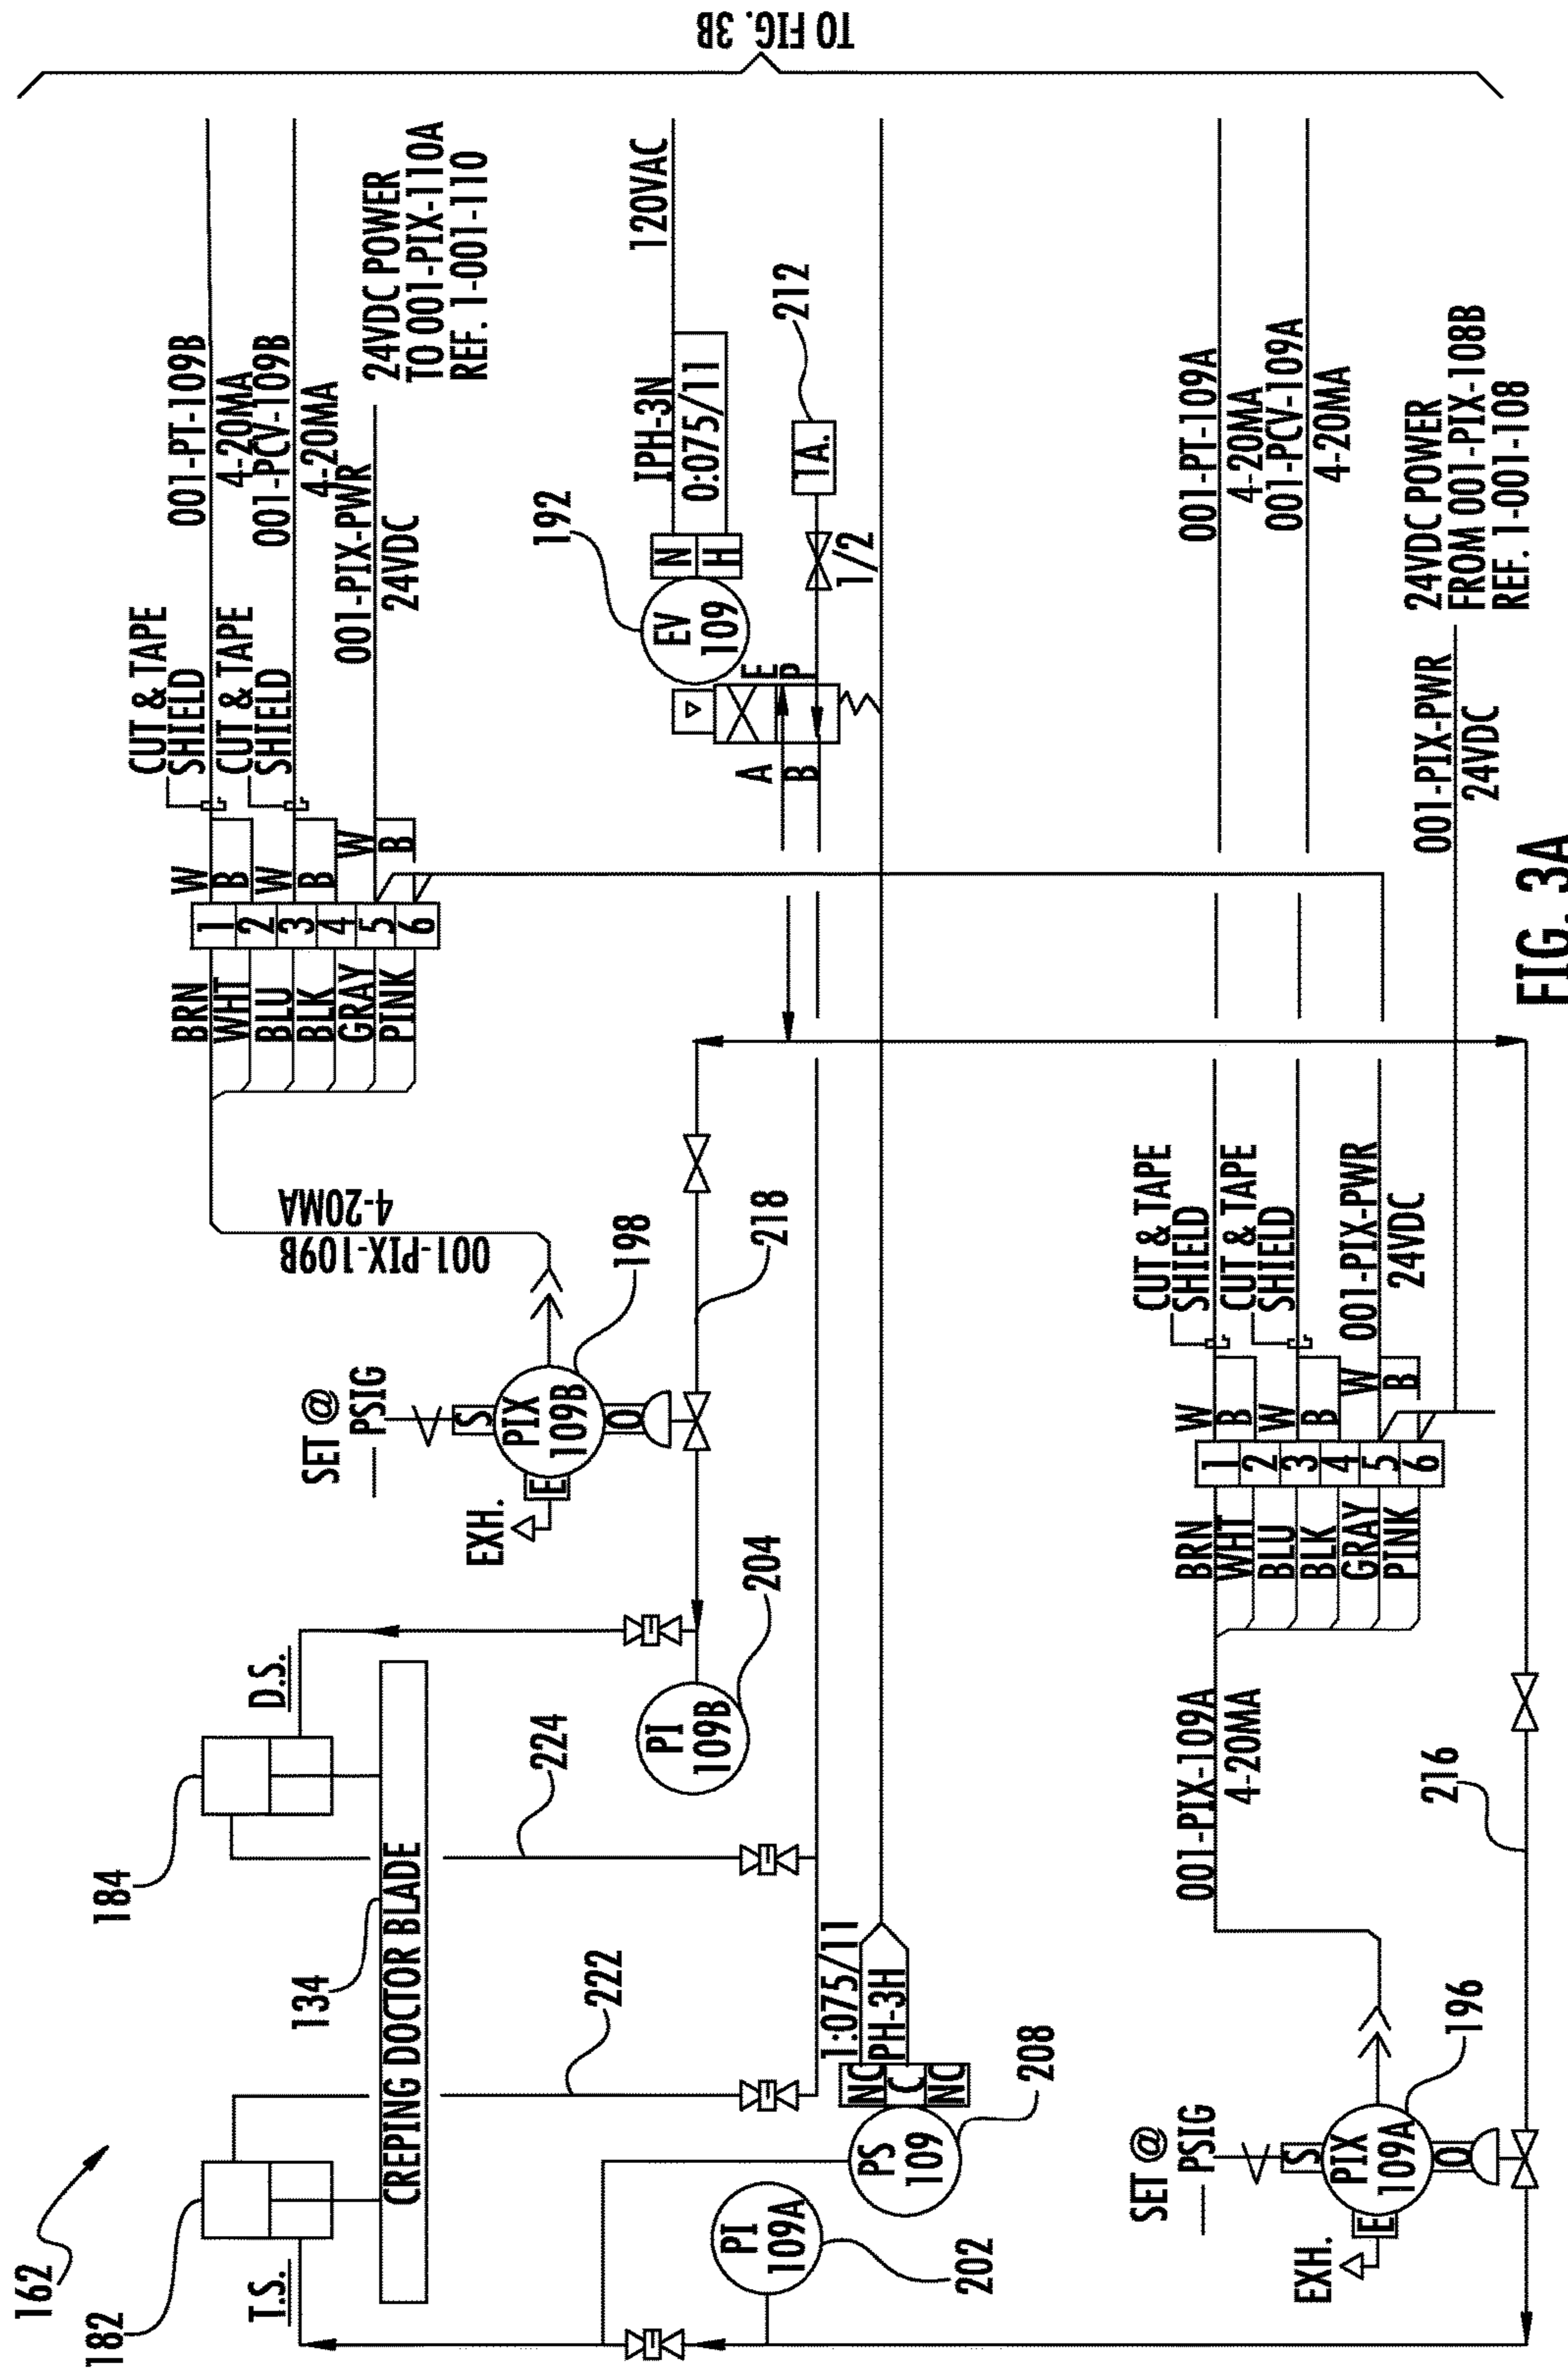 162
182
T.S.
184
D.S.
134
CREPING DOCTOR BLADE
222
224
PI
109A
202
PS
109
208
NC
C
NC
1:075/11
PH-3H
PI
109B
204
SET @
PSIG
EXH.
E
S
PIX
109B
O
198
218
001-PIX-109B
4-20MA
BRN
WHT
BLU
BLK
GRAY
PINK
1
2
3
4
5
6
W
B
W
B
W
B
CUT & TAPE
SHIELD
CUT & TAPE
SHIELD
001-PT-109B
4-20MA
001-PCV-109B
4-20MA
001-PIX-PWR
24VDC
24VDC POWER
TO 001-PIX-110A
REF. 1-001-110
A
B
E
P
EV
109
192
N
H
IPH-3N
0:075/11
120VAC
1/2
IA.
212
SET @
PSIG
EXH.
E
S
PIX
109A
O
196
216
001-PIX-109A
4-20MA
BRN
WHT
BLU
BLK
GRAY
PINK
1
2
3
4
5
6
W
B
W
B
W
B
CUT & TAPE
SHIELD
CUT & TAPE
SHIELD
001-PIX-PWR
24VDC
001-PT-109A
4-20MA
001-PCV-109A
4-20MA
001-PIX-PWR
24VDC
24VDC POWER
FROM 001-PIX-108B
REF. 1-001-108
TO FIG. 3B
FIG. 3A